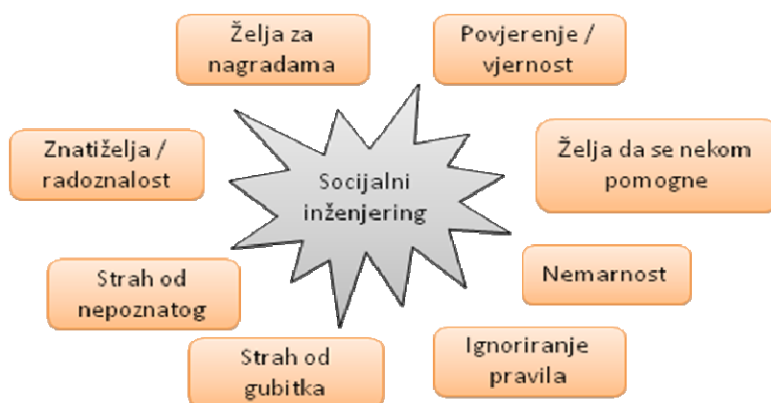 Želja za
nagradama
Povjerenje /
vjernost
Znatiželja /
radoznalost
Socijalni
inženjering
Želja da se nekom
pomogne
Strah od
nepoznatog
Nemarnost
Strah od
gubitka
Ignoriranje
pravila